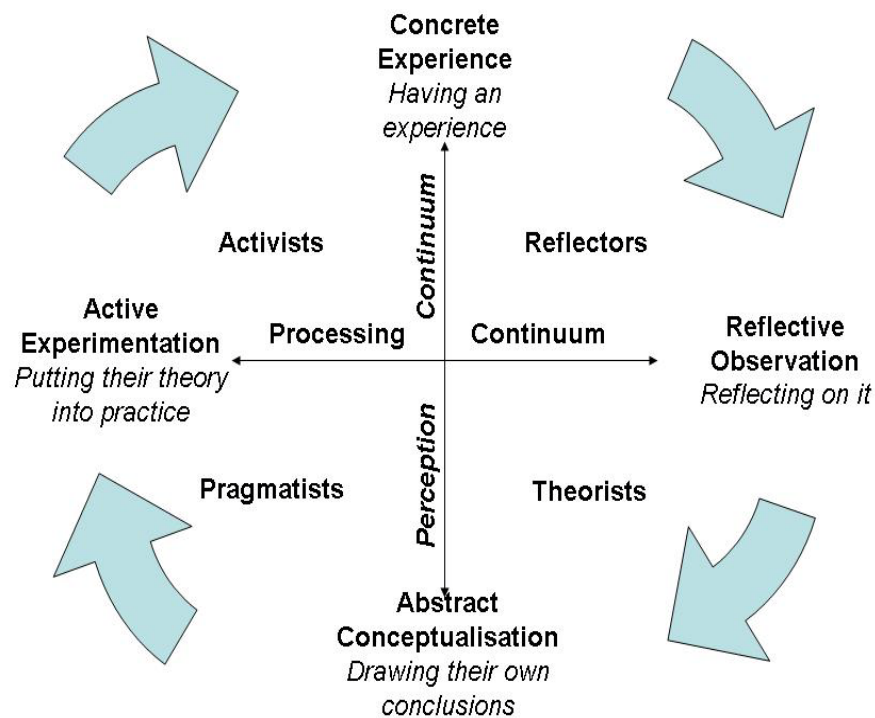 Concrete
Experience
Having an
experience
Activists
Reflectors
Continuum
Active
Experimentation
Putting their theory
into practice
Processing
Continuum
Reflective
Observation
Reflecting on it
Perception
Pragmatists
Theorists
Abstract
Conceptualisation
Drawing their own
conclusions